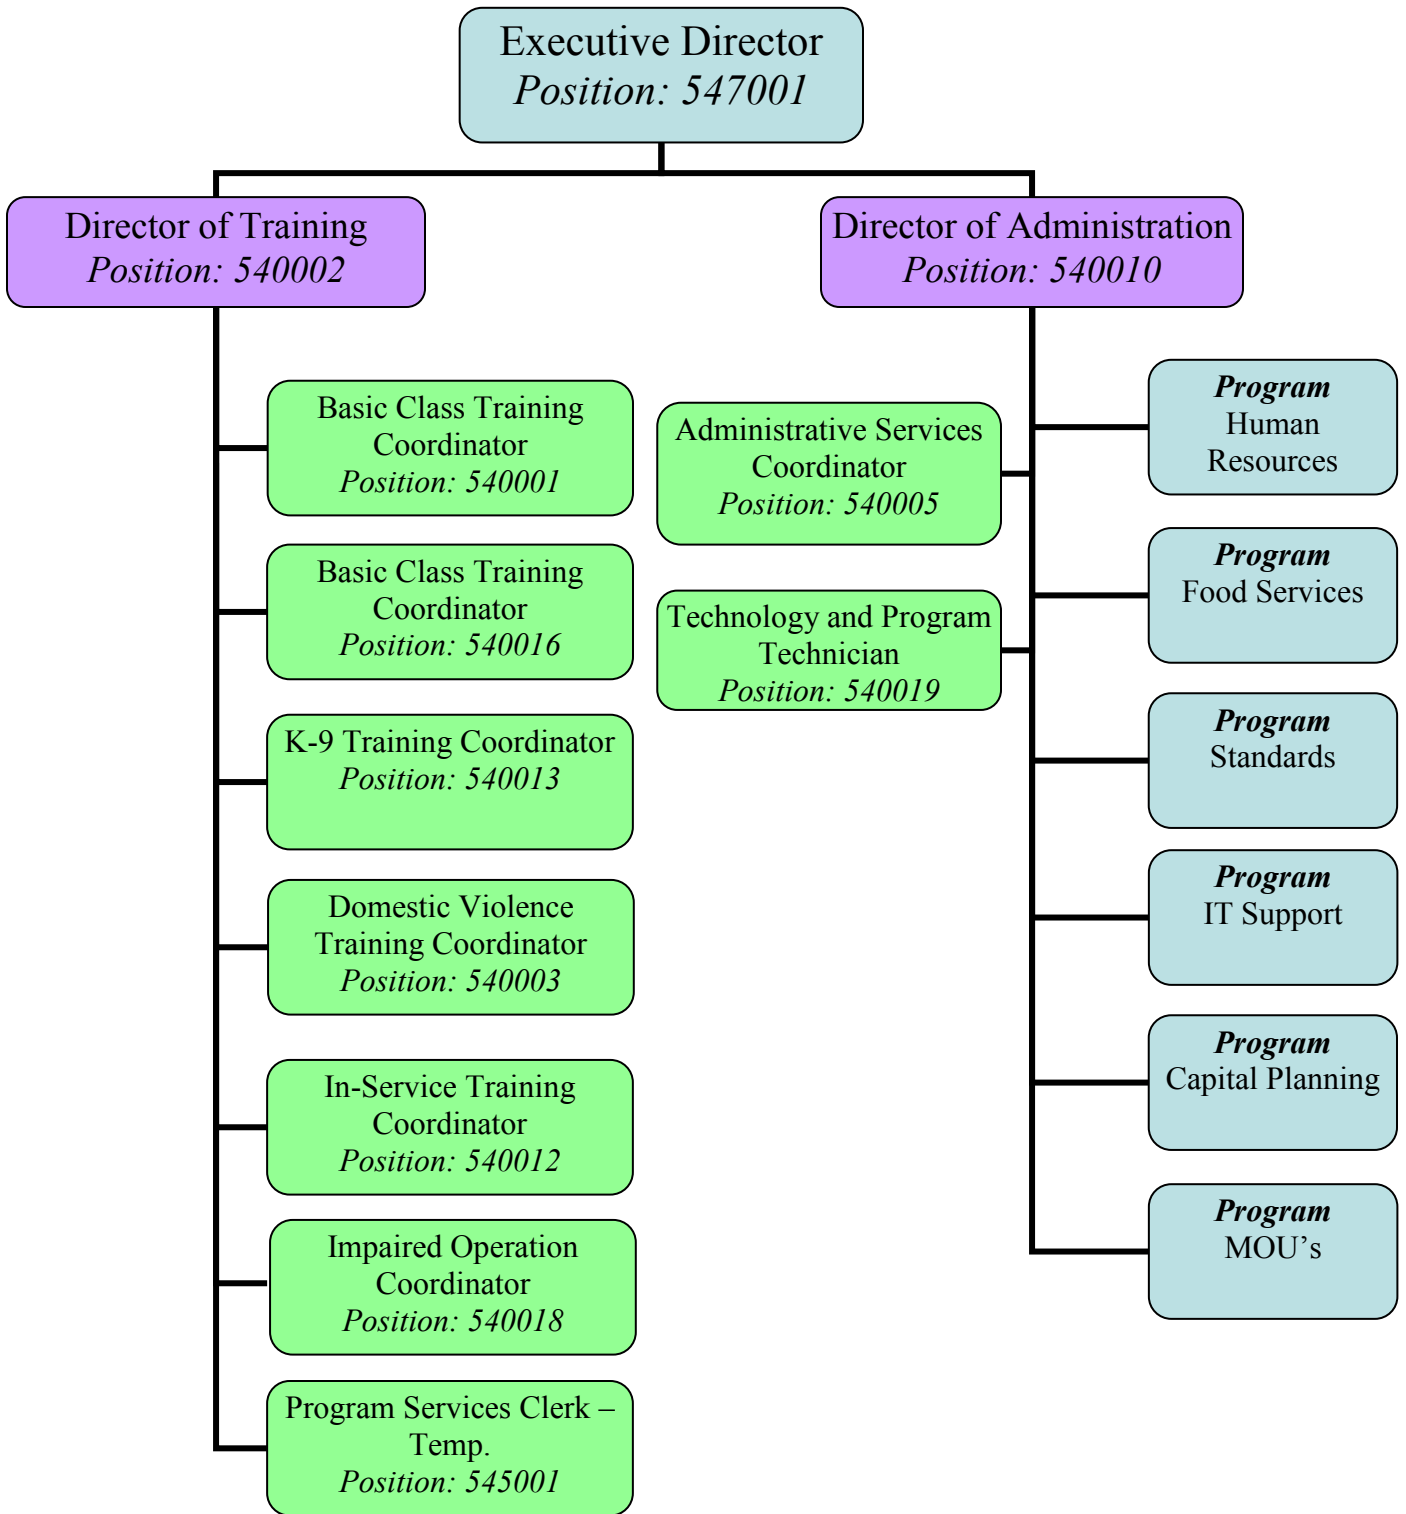 Executive Director
Position: 547001
Director of Training
Position: 540002
Director of Administration
Position: 540010
Basic Class Training
Coordinator
Position: 540001
Basic Class Training
Coordinator
Position: 540016
K-9 Training Coordinator
Position: 540013
Domestic Violence
Training Coordinator
Position: 540003
In-Service Training
Coordinator
Position: 540012
Impaired Operation
Coordinator
Position: 540018
Program Services Clerk –
Temp.
Position: 545001
Administrative Services
Coordinator
Position: 540005
Technology and Program
Technician
Position: 540019
Program
Human
Resources
Program
Food Services
Program
Standards
Program
IT Support
Program
Capital Planning
Program
MOU’s